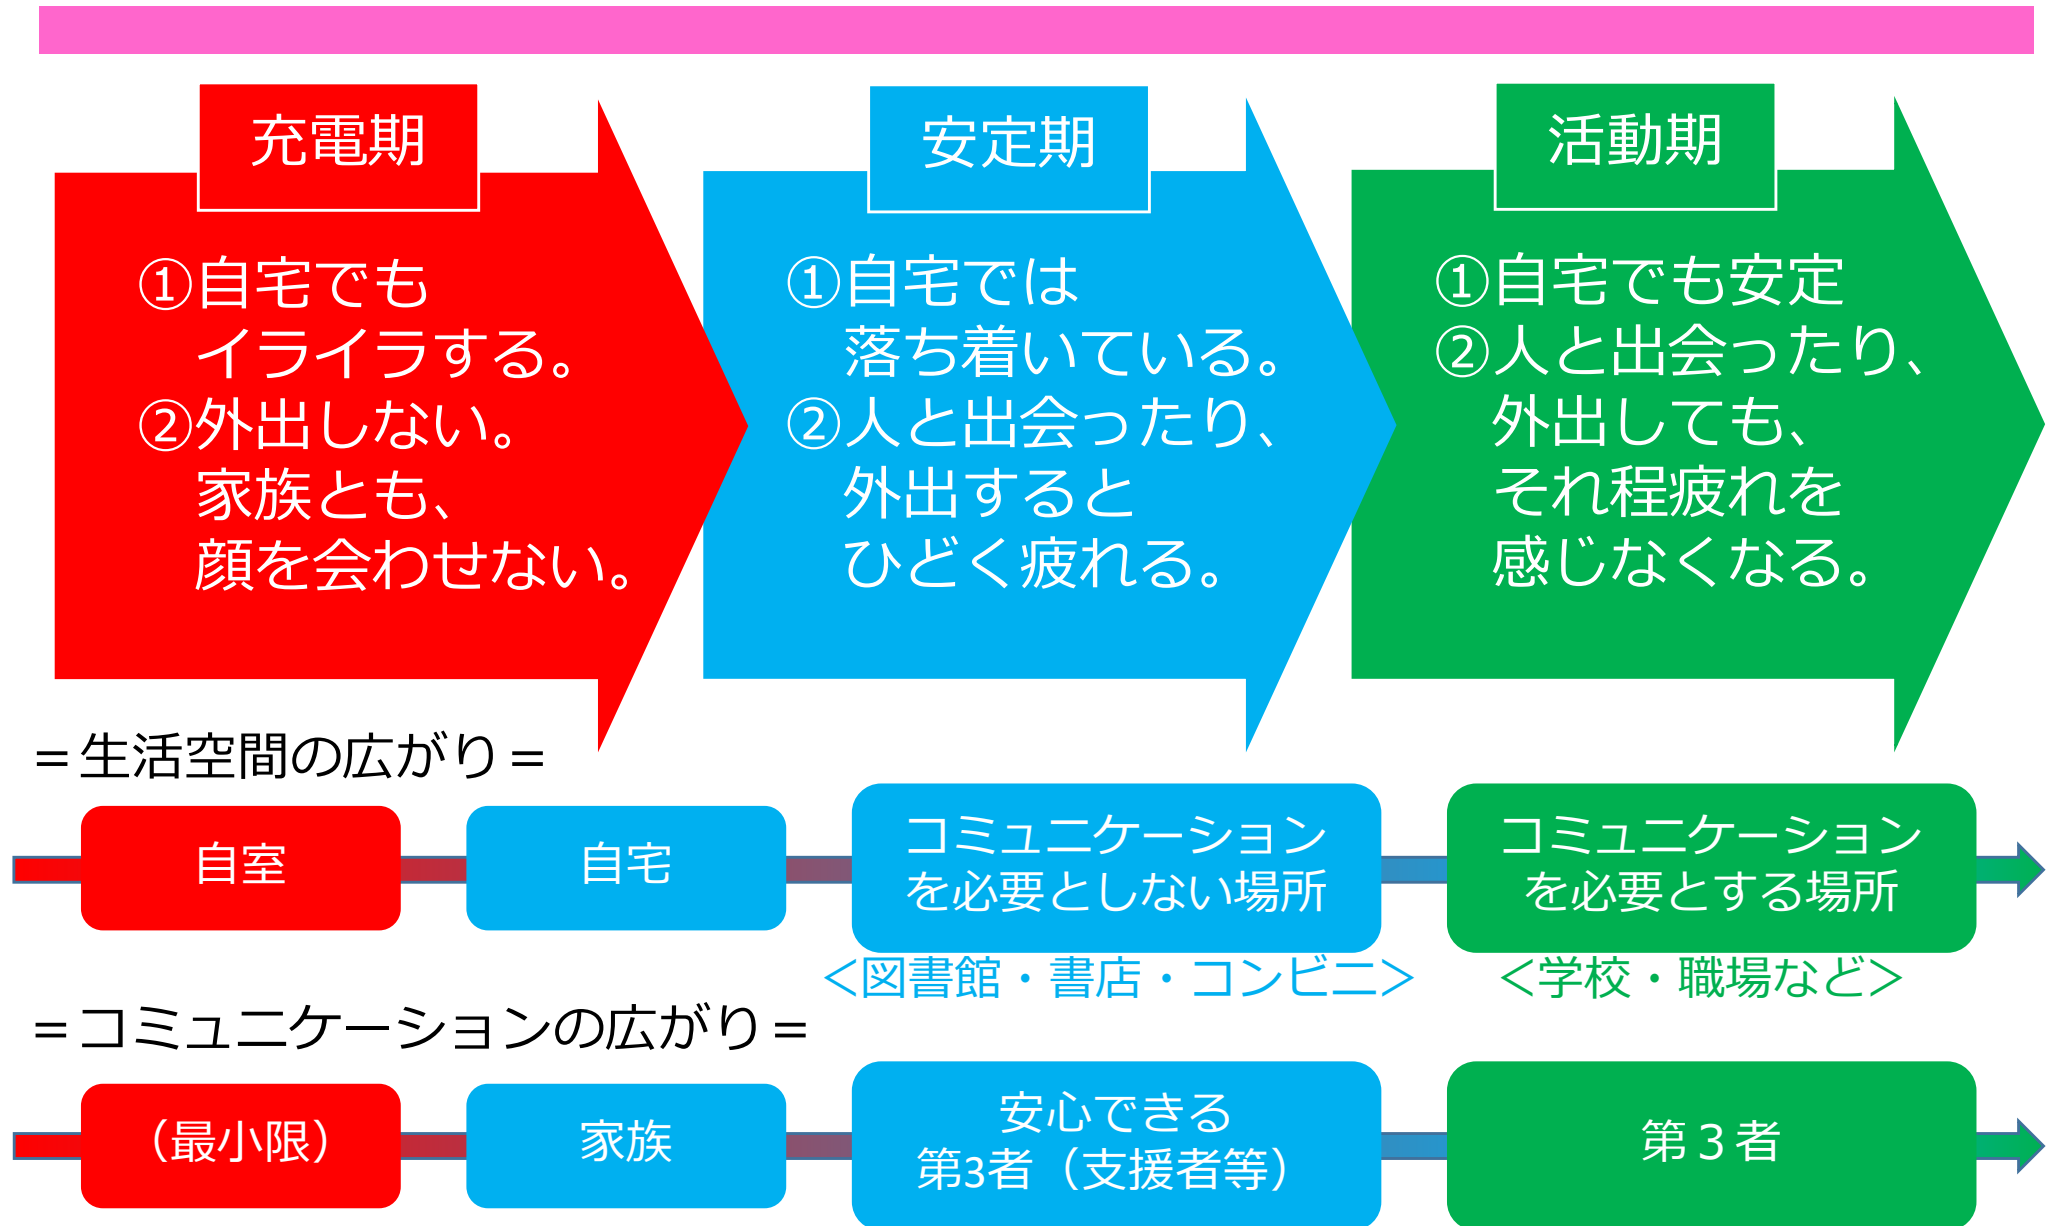 充電期
①自宅でも
イライラする。
②外出しない。
家族とも、
顔を会わせない。
安定期
①自宅では
落ち着いている。
②人と出会ったり、
外出すると
ひどく疲れる。
活動期
①自宅でも安定
②人と出会ったり、
外出しても、
それ程疲れを
感じなくなる。
＝生活空間の広がり＝
自室
自宅
コミュニケーション
を必要としない場所
＜図書館・書店・コンビニ＞
コミュニケーション
を必要とする場所
＜学校・職場など＞
＝コミュニケーションの広がり＝
（最小限）
家族
安心できる
第3者（支援者等）
第３者